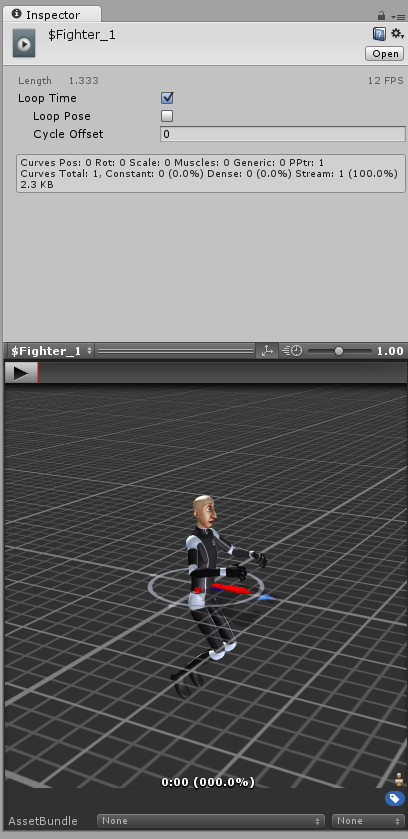 Inspector
$Fighter_1
Open
Length 1.333 12 FPS
Loop Time
Loop Pose
Cycle Offset 0
Curves Pos: 0 Rot: 0 Scale: 0 Muscles: 0 Generic: 0 PPtr: 1
Curves Total: 1, Constant: 0 (0.0%) Dense: 0 (0.0%) Stream: 1 (100.0%)
2.3 KB
$Fighter_1 1.00
0:00 (000.0%)
AssetBundle None None